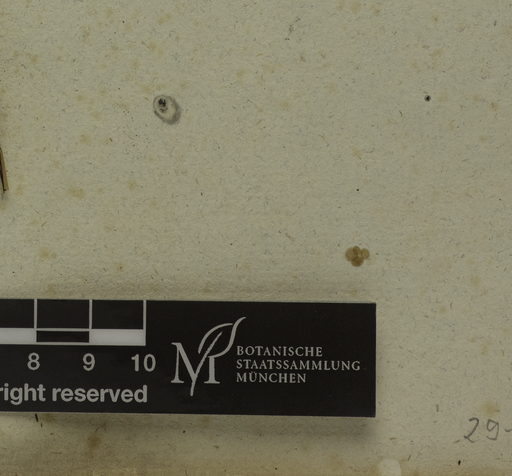 8 9 10
BOTANISCHE
STAATSSAMMLUNG
MÜNCHEN
right reserved
29-